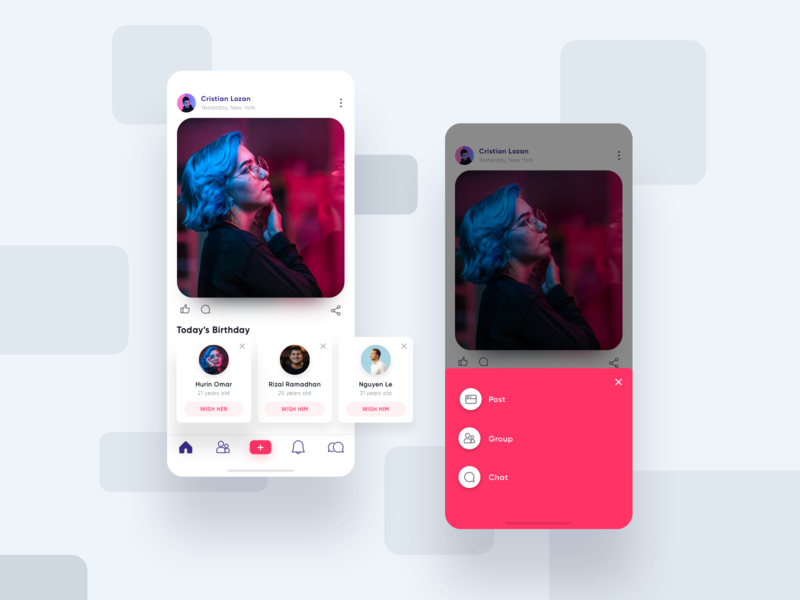 Cristian Lozan
Yesterday, New York
Today's Birthday
Hurin Omar
21 years old
WISH HER
Rizal Ramadhan
25 years old
WISH HIM
Nguyen Le
31 years old
WISH HIM
Cristian Lozan
Yesterday, New York
Post
Group
Chat